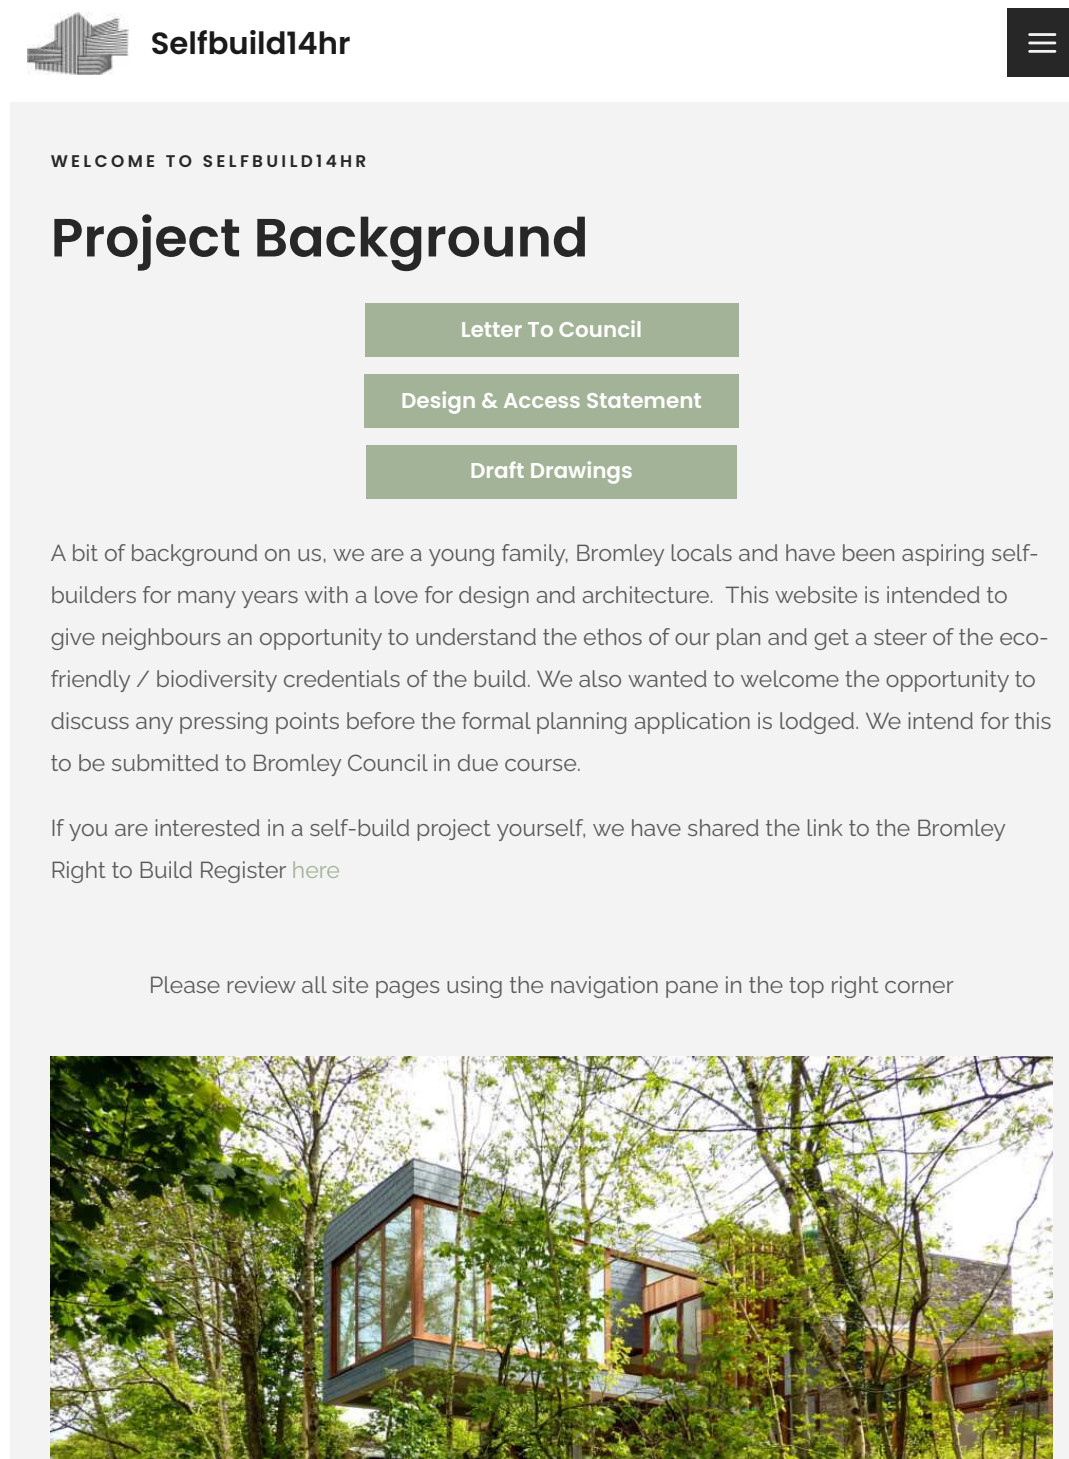 Selfbuild14hr
WELCOME TO SELFBUILD14HR
Project Background
Letter To Council
Design & Access Statement
Draft Drawings
A bit of background on us, we are a young family, Bromley locals and have been aspiring self-
builders for many years with a love for design and architecture.  This website is intended to
give neighbours an opportunity to understand the ethos of our plan and get a steer of the eco-
friendly / biodiversity credentials of the build. We also wanted to welcome the opportunity to
discuss any pressing points before the formal planning application is lodged. We intend for this
to be submitted to Bromley Council in due course.
If you are interested in a self-build project yourself, we have shared the link to the Bromley
Right to Build Register here
Please review all site pages using the navigation pane in the top right corner